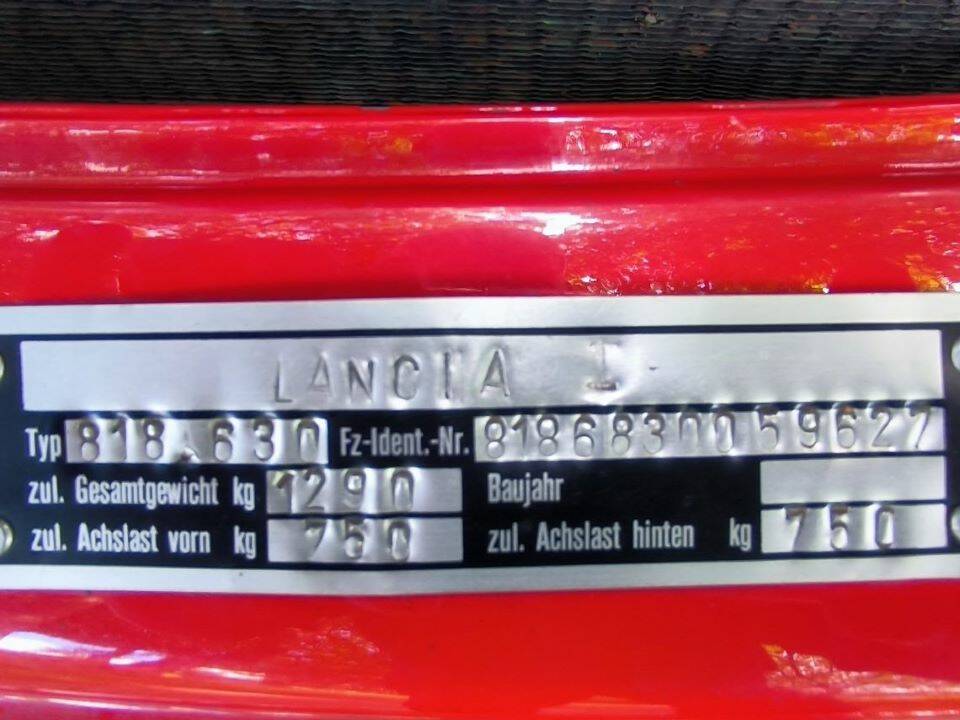 LANCIA I.
Typ 818.630 Fz-Ident.-Nr. 8186830059627
zul. Gesamtgewicht kg 1290 Baujahr
zul. Achslast vorn kg 750 zul. Achslast hinten kg 750